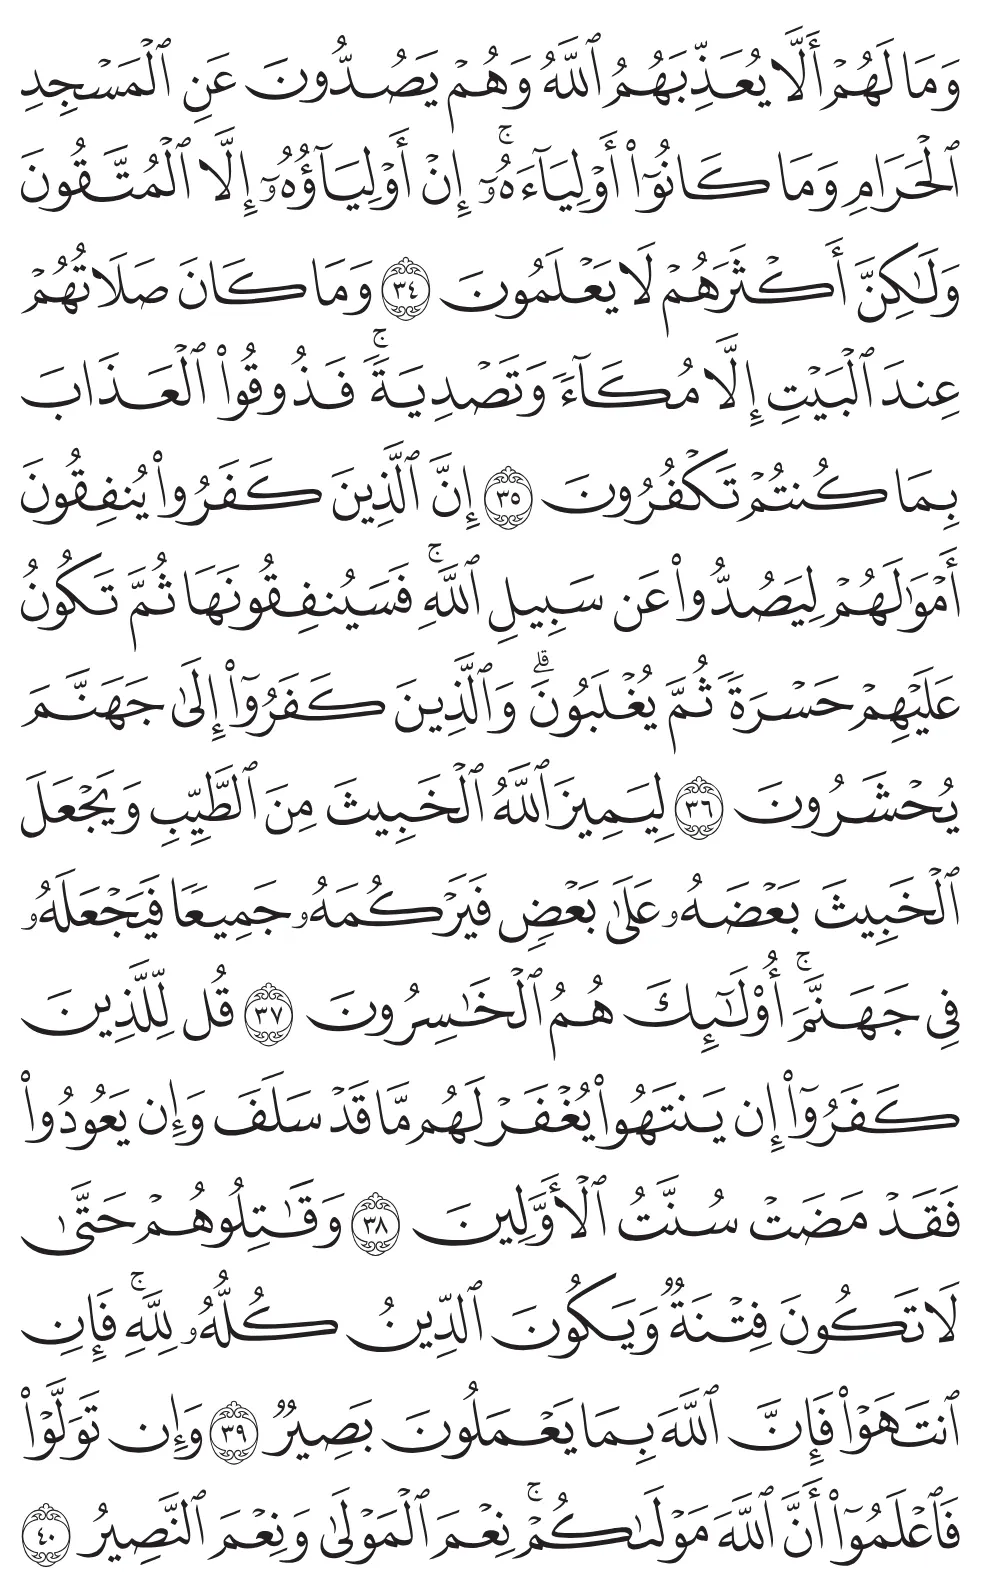 وَمَا لَهُمۡ أَلَّا يُعَذِّبَهُمُ ٱللَّهُ وَهُمۡ يَصُدُّونَ عَنِ ٱلۡمَسۡجِدِ
ٱلۡحَرَامِ وَمَا كَانُوٓاْ أَوۡلِيَآءَهُۥٓۚ إِنۡ أَوۡلِيَآؤُهُۥٓ إِلَّا ٱلۡمُتَّقُونَ
وَلَٰكِنَّ أَكۡثَرَهُمۡ لَا يَعۡلَمُونَ ٣٤ وَمَا كَانَ صَلَاتُهُمۡ
عِندَ ٱلۡبَيۡتِ إِلَّا مُكَآءٗ وَتَصۡدِيَةٗۚ فَذُوقُواْ ٱلۡعَذَابَ
بِمَا كُنتُمۡ تَكۡفُرُونَ ٣٥ إِنَّ ٱلَّذِينَ كَفَرُواْ يُنفِقُونَ
أَمۡوَٰلَهُمۡ لِيَصُدُّواْ عَن سَبِيلِ ٱللَّهِۚ فَسَيُنفِقُونَهَا ثُمَّ تَكُونُ
عَلَيۡهِمۡ حَسۡرَةٗ ثُمَّ يُغۡلَبُونَۗ وَٱلَّذِينَ كَفَرُوٓاْ إِلَىٰ جَهَنَّمَ
يُحۡشَرُونَ ٣٦ لِيَمِيزَ ٱللَّهُ ٱلۡخَبِيثَ مِنَ ٱلطَّيِّبِ وَيَجۡعَلَ
ٱلۡخَبِيثَ بَعۡضَهُۥ عَلَىٰ بَعۡضٖ فَيَرۡكُمَهُۥ جَمِيعٗا فَيَجۡعَلَهُۥ
فِي جَهَنَّمَۚ أُوْلَٰٓئِكَ هُمُ ٱلۡخَٰسِرُونَ ٣٧ قُل لِّلَّذِينَ
كَفَرُوٓاْ إِن يَنتَهُواْ يُغۡفَرۡ لَهُم مَّا قَدۡ سَلَفَ وَإِن يَعُودُواْ
فَقَدۡ مَضَتۡ سُنَّتُ ٱلۡأَوَّلِينَ ٣٨ وَقَٰتِلُوهُمۡ حَتَّىٰ
لَا تَكُونَ فِتۡنَةٞ وَيَكُونَ ٱلدِّينُ كُلُّهُۥ لِلَّهِۚ فَإِنِ
ٱنتَهَوۡاْ فَإِنَّ ٱللَّهَ بِمَا يَعۡمَلُونَ بَصِيرٞ ٣٩ وَإِن تَوَلَّوۡاْ
فَٱعۡلَمُوٓاْ أَنَّ ٱللَّهَ مَوۡلَىٰكُمۡۚ نِعۡمَ ٱلۡمَوۡلَىٰ وَنِعۡمَ ٱلنَّصِيرُ ٤٠